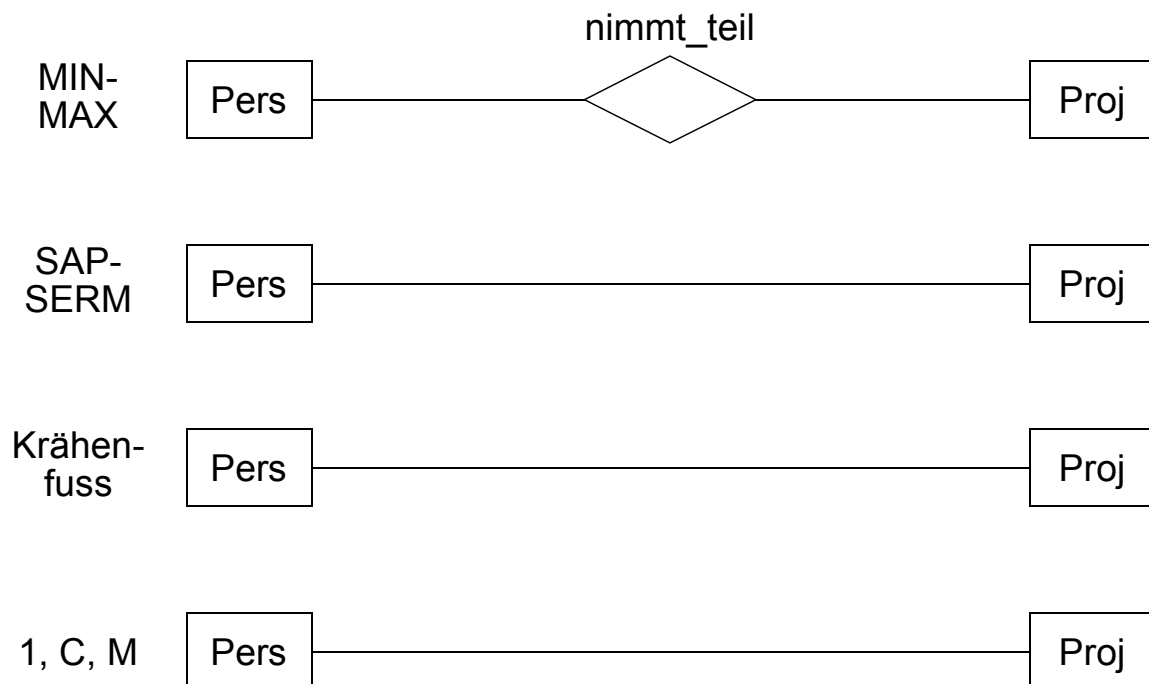 nimmt_teil
MIN-
MAX
Pers
Proj
SAP-
SERM
Pers
Proj
Krähen-
fuss
Pers
Proj
1, C, M
Pers
Proj